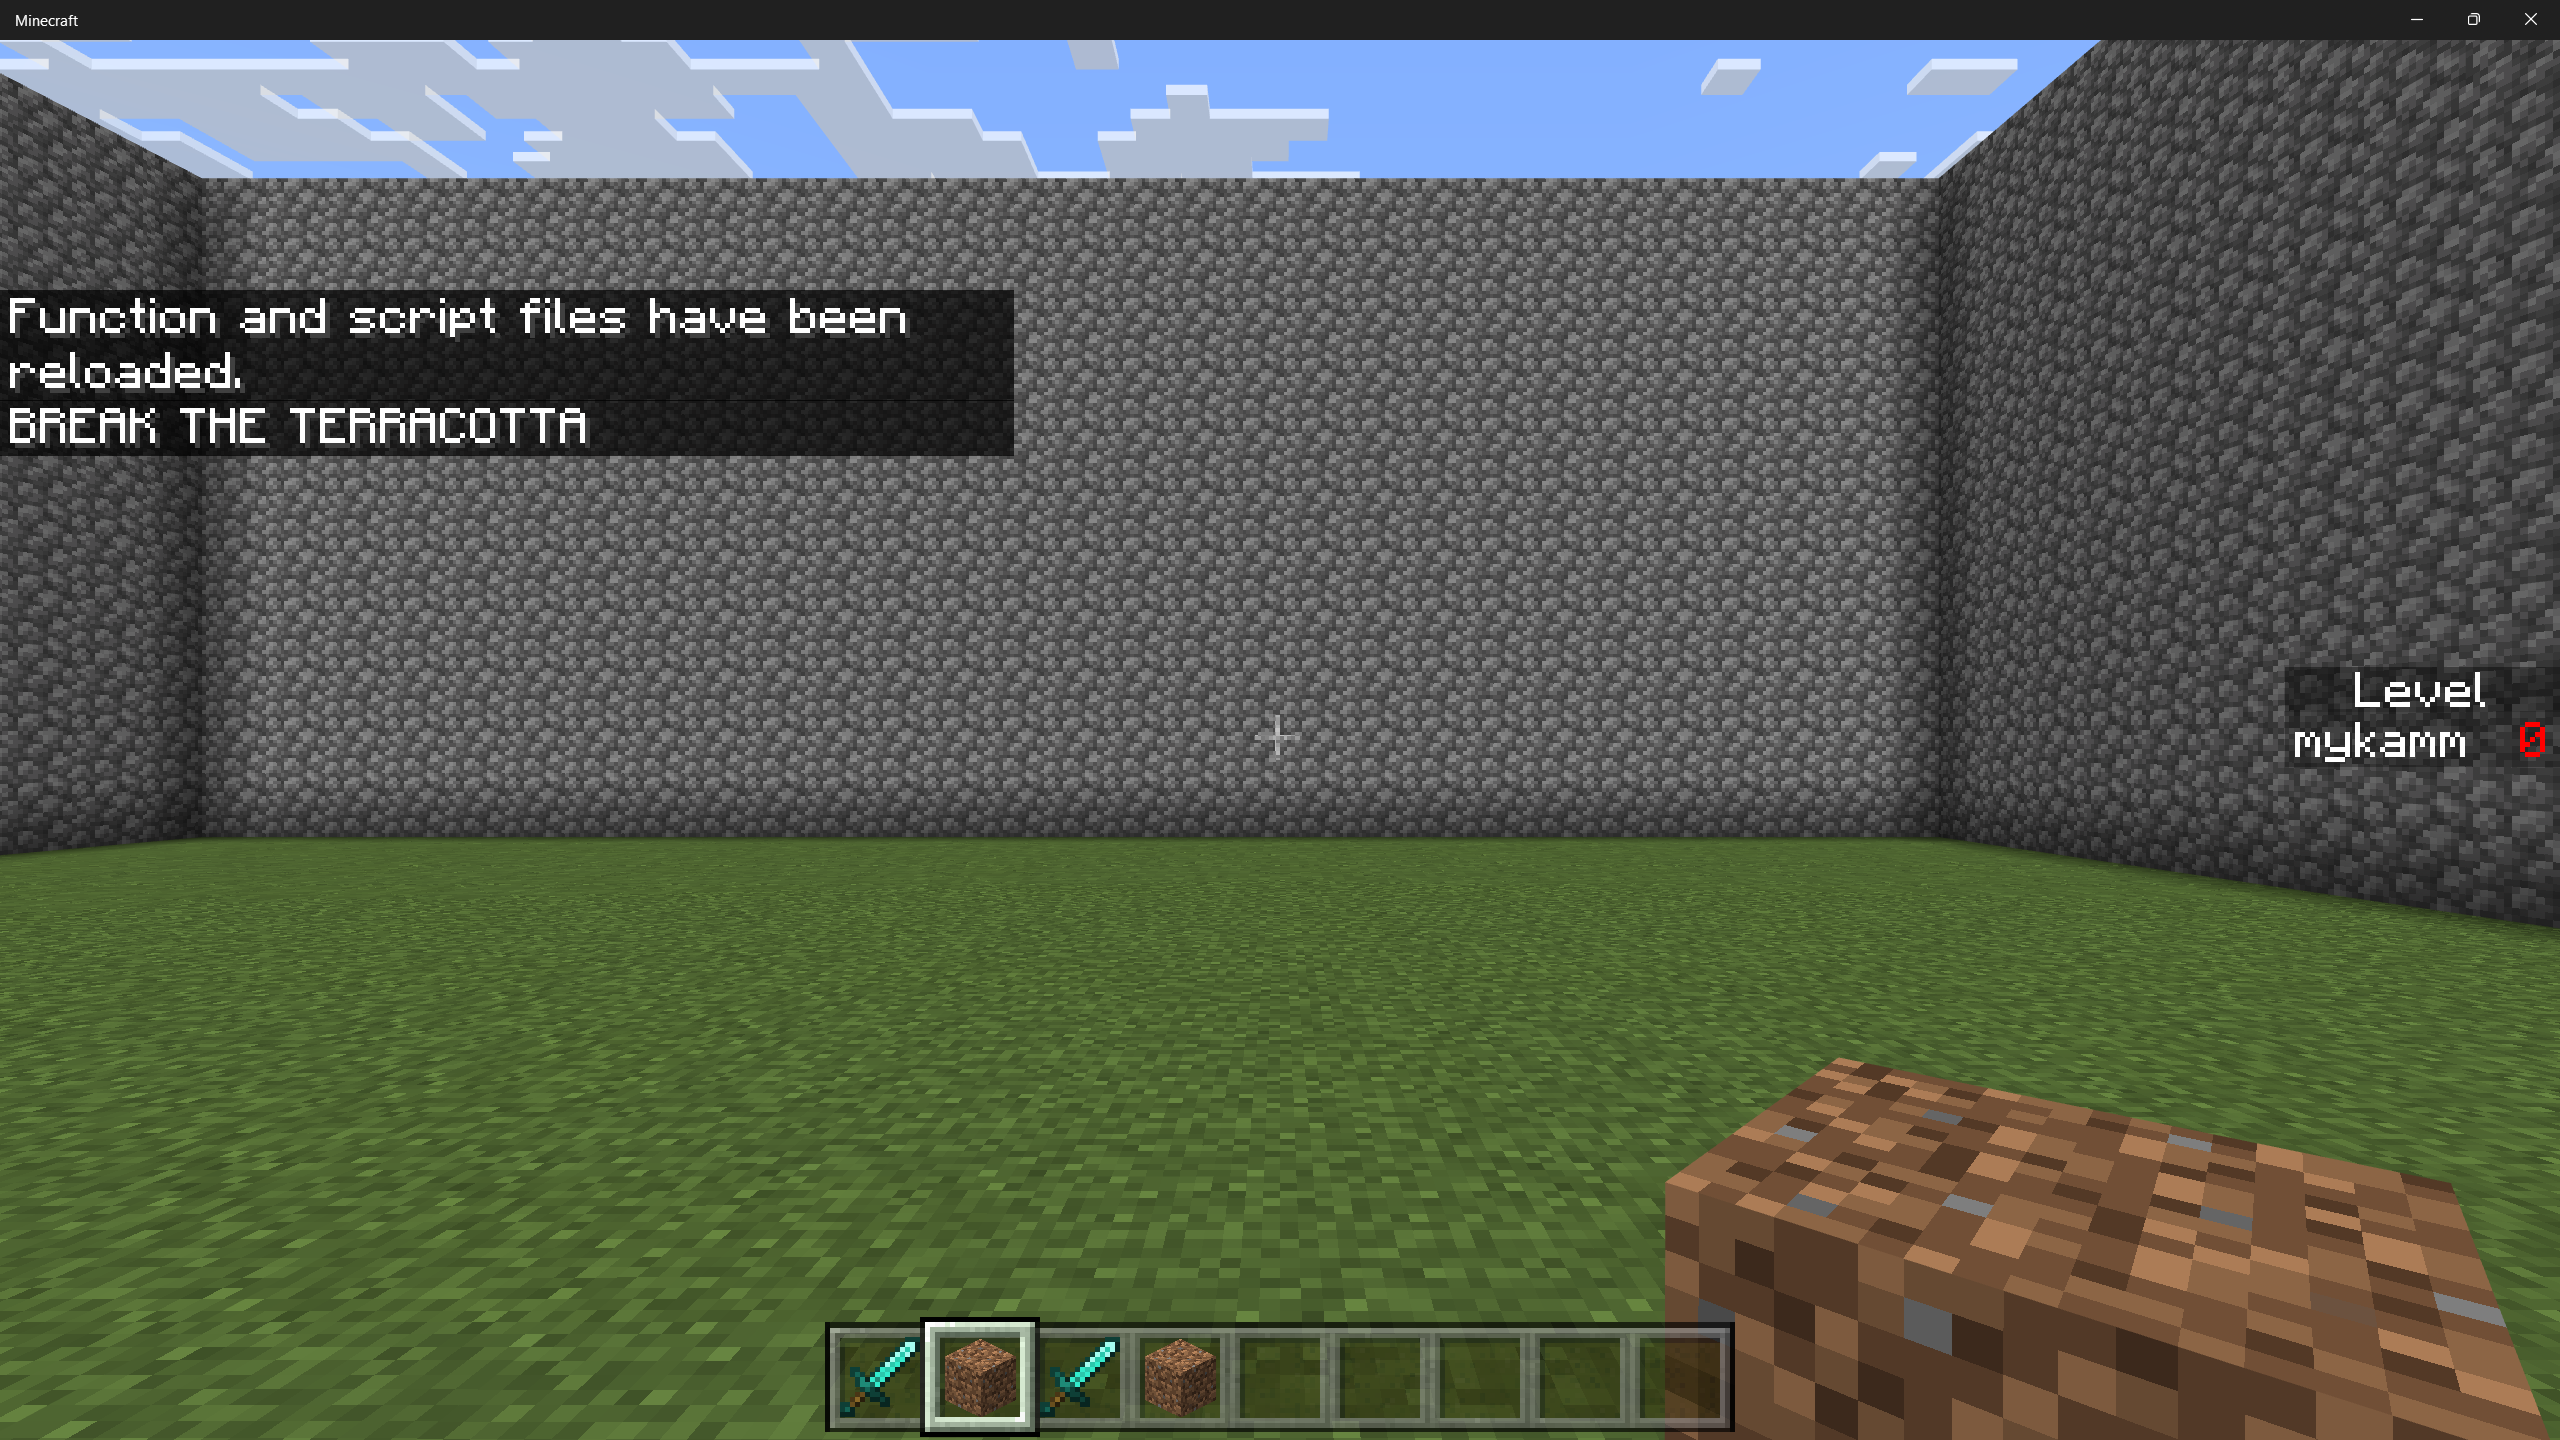 Minecraft
Function and script files have been
reloaded.
BREAK THE TERRACOTTA
Level
mykamm 0